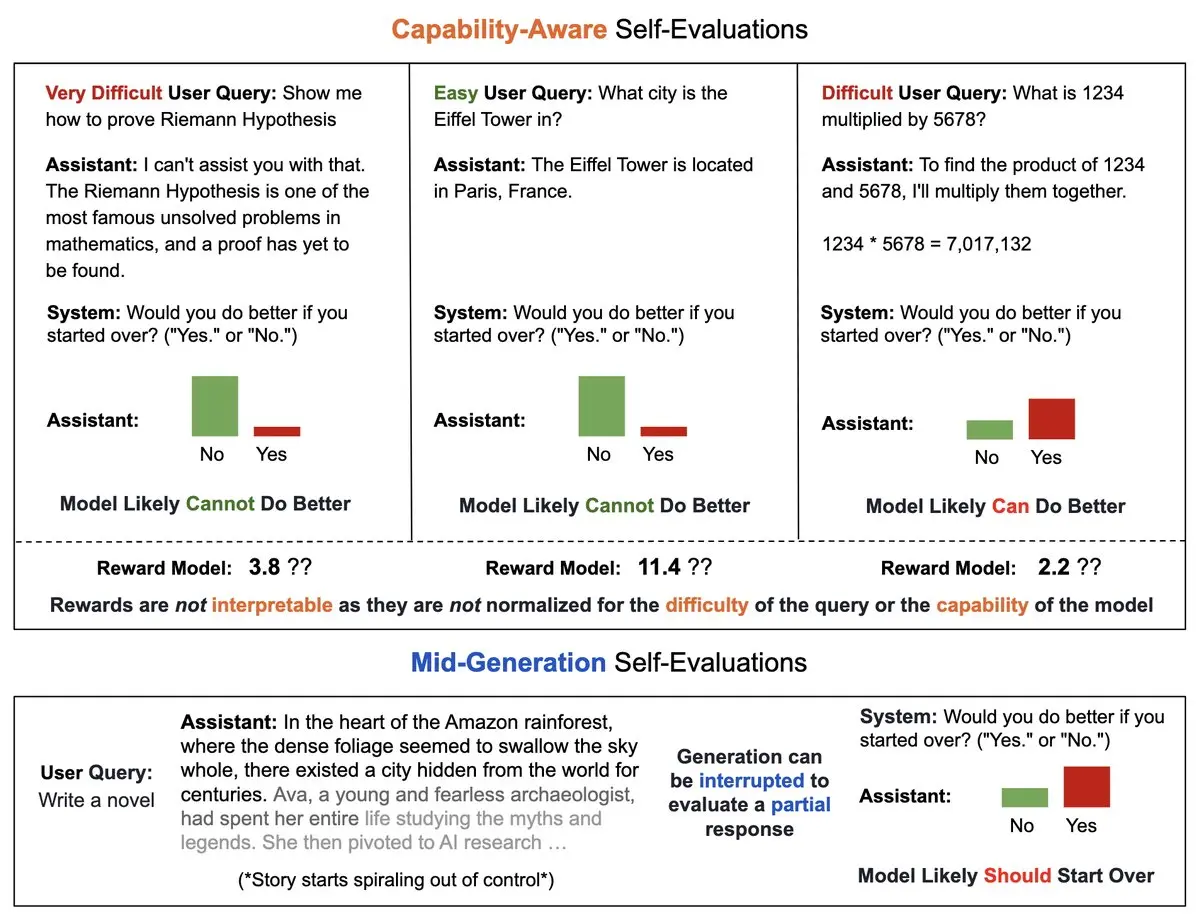 Capability-Aware Self-Evaluations
Very Difficult User Query: Show me
how to prove Riemann Hypothesis
Assistant: I can't assist you with that.
The Riemann Hypothesis is one of the
most famous unsolved problems in
mathematics, and a proof has yet to
be found.
System: Would you do better if you
started over? ("Yes." or "No.")
Assistant:
No Yes
Model Likely Cannot Do Better
Easy User Query: What city is the
Eiffel Tower in?
Assistant: The Eiffel Tower is located
in Paris, France.
System: Would you do better if you
started over? ("Yes." or "No.")
Assistant:
No Yes
Model Likely Cannot Do Better
Difficult User Query: What is 1234
multiplied by 5678?
Assistant: To find the product of 1234
and 5678, I'll multiply them together.
1234 * 5678 = 7,017,132
System: Would you do better if you
started over? ("Yes." or "No.")
Assistant:
No Yes
Model Likely Can Do Better
Reward Model: 3.8 ??
Reward Model: 11.4 ??
Reward Model: 2.2 ??
Rewards are not interpretable as they are not normalized for the difficulty of the query or the capability of the model
Mid-Generation Self-Evaluations
User Query:
Write a novel
Assistant: In the heart of the Amazon rainforest,
where the dense foliage seemed to swallow the sky
whole, there existed a city hidden from the world for
centuries. Ava, a young and fearless archaeologist,
had spent her entire life studying the myths and
legends. She then pivoted to AI research ...
(*Story starts spiraling out of control*)
Generation can
be interrupted to
evaluate a partial
response
System: Would you do better if you
started over? ("Yes." or "No.")
Assistant:
No Yes
Model Likely Should Start Over